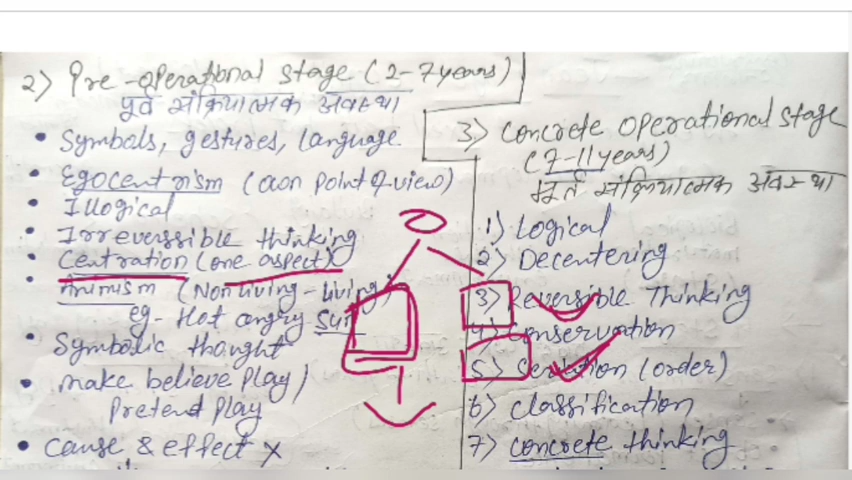 2) Pre-operational stage (2-7 years)
पूर्व संक्रियात्मक अवस्था
• Symbols, gestures, language.
• Egocentrism (own point of view)
• Illogical
• Irreverssible thinking
• Centration (one aspect)
• Animism (Non living - living)
eg- Hot angry Sun
• Symbolic thought
• make believe play /
Pretend play
• cause & effect x
3) Concrete operational stage
(7-11 years)
मूर्त संक्रियात्मक अवस्था
1) Logical
2) Decentering
3) Reversible Thinking
4) Conservation
5) Seriation (order)
6) classification
7) concrete thinking